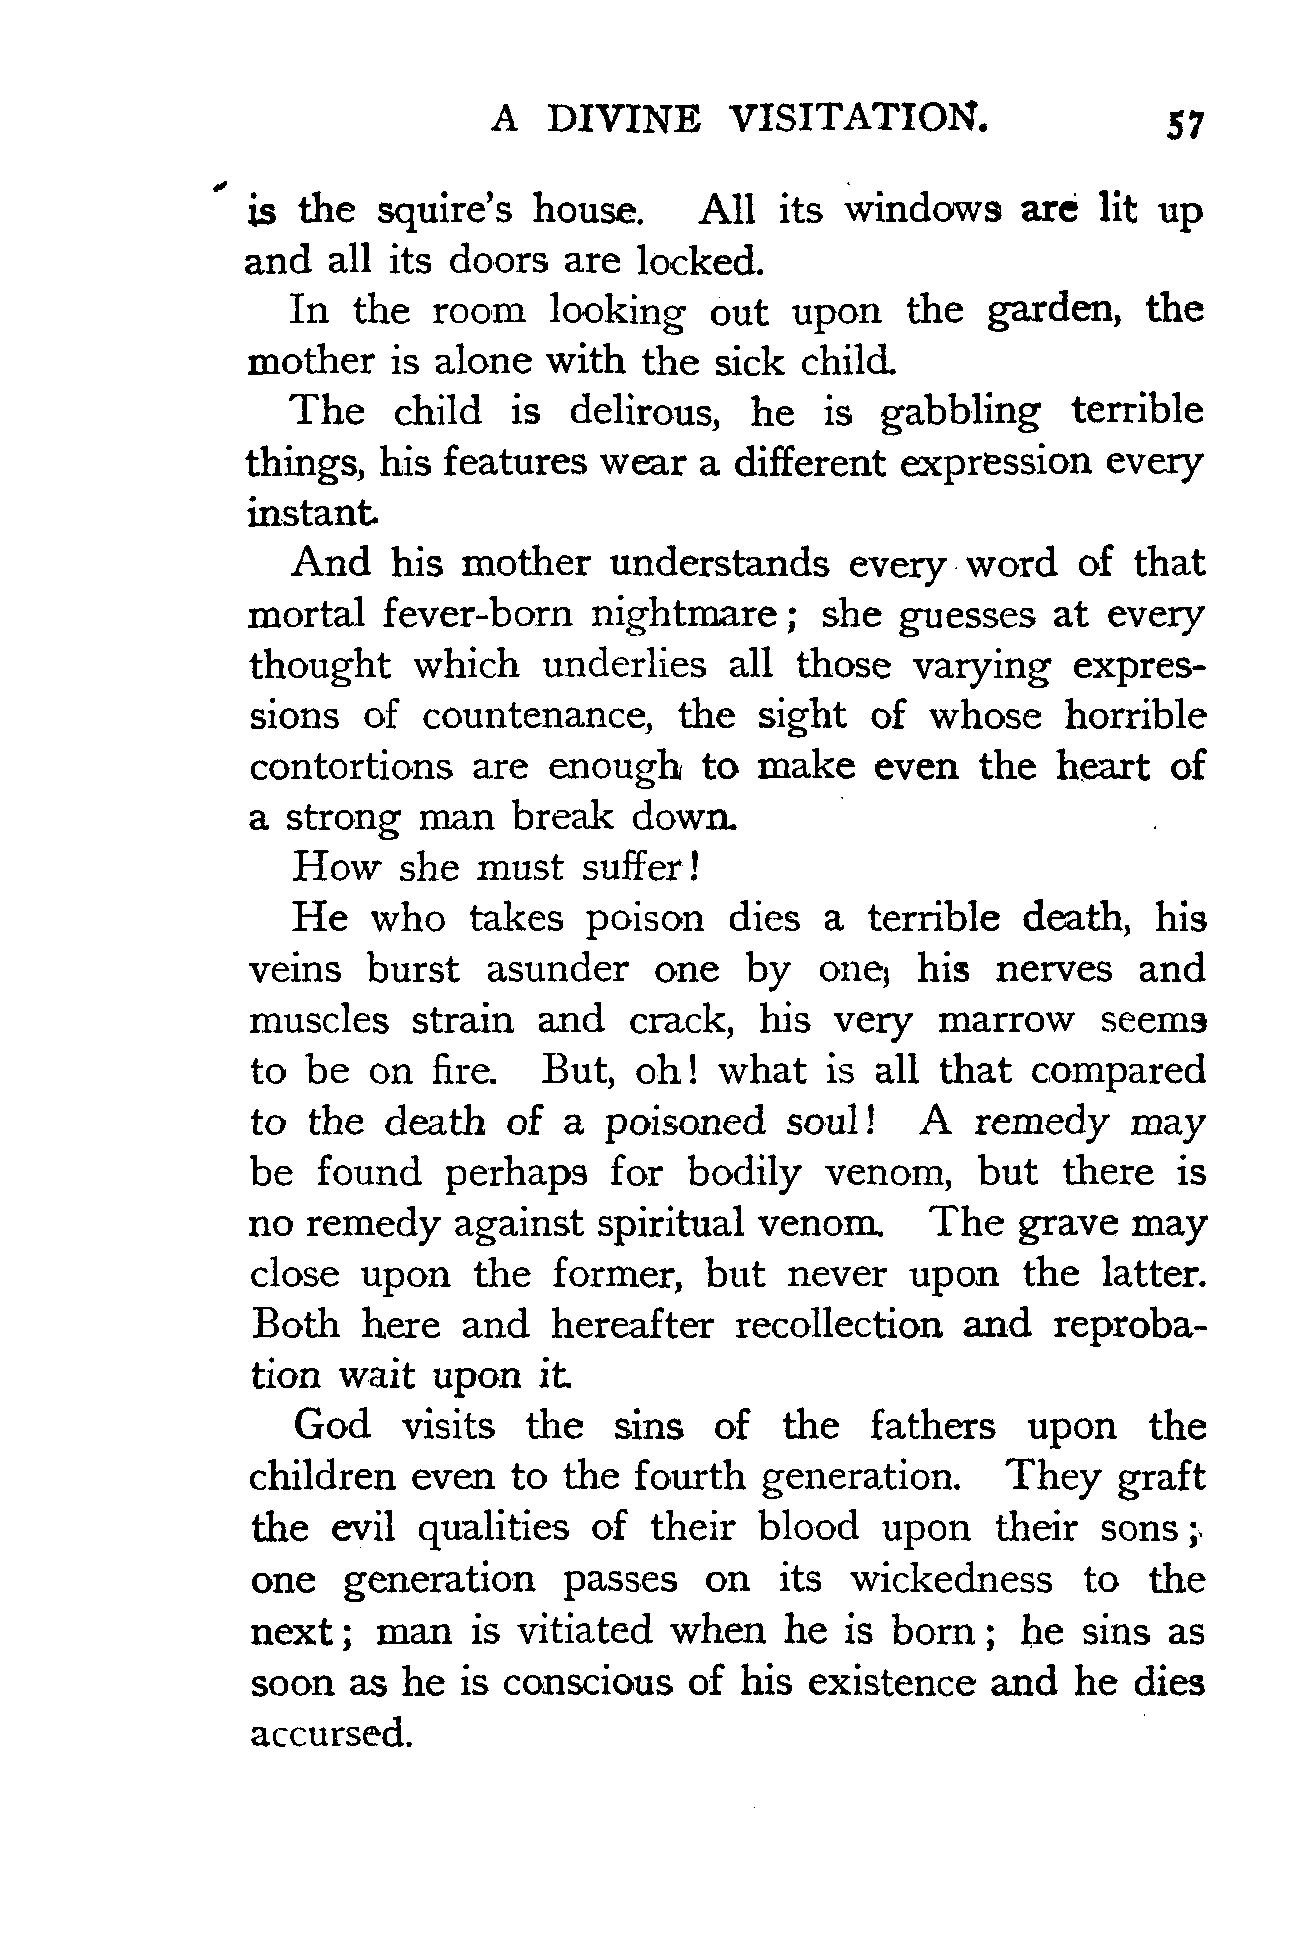 A DIVINE VISITATION. 57
is the squire's house. All its windows are lit up
and all its doors are locked.
In the room looking out upon the garden, the
mother is alone with the sick child.
The child is delirous, he is gabbling terrible
things, his features wear a different expression every
instant.
And his mother understands every word of that
mortal fever-born nightmare; she guesses at every
thought which underlies all those varying expres-
sions of countenance, the sight of whose horrible
contortions are enough to make even the heart of
a strong man break down.
How she must suffer!
He who takes poison dies a terrible death, his
veins burst asunder one by one, his nerves and
muscles strain and crack, his very marrow seems
to be on fire. But, oh! what is all that compared
to the death of a poisoned soul! A remedy may
be found perhaps for bodily venom, but there is
no remedy against spiritual venom. The grave may
close upon the former, but never upon the latter.
Both here and hereafter recollection and reproba-
tion wait upon it.
God visits the sins of the fathers upon the
children even to the fourth generation. They graft
the evil qualities of their blood upon their sons;
one generation passes on its wickedness to the
next; man is vitiated when he is born; he sins as
soon as he is conscious of his existence and he dies
accursed.